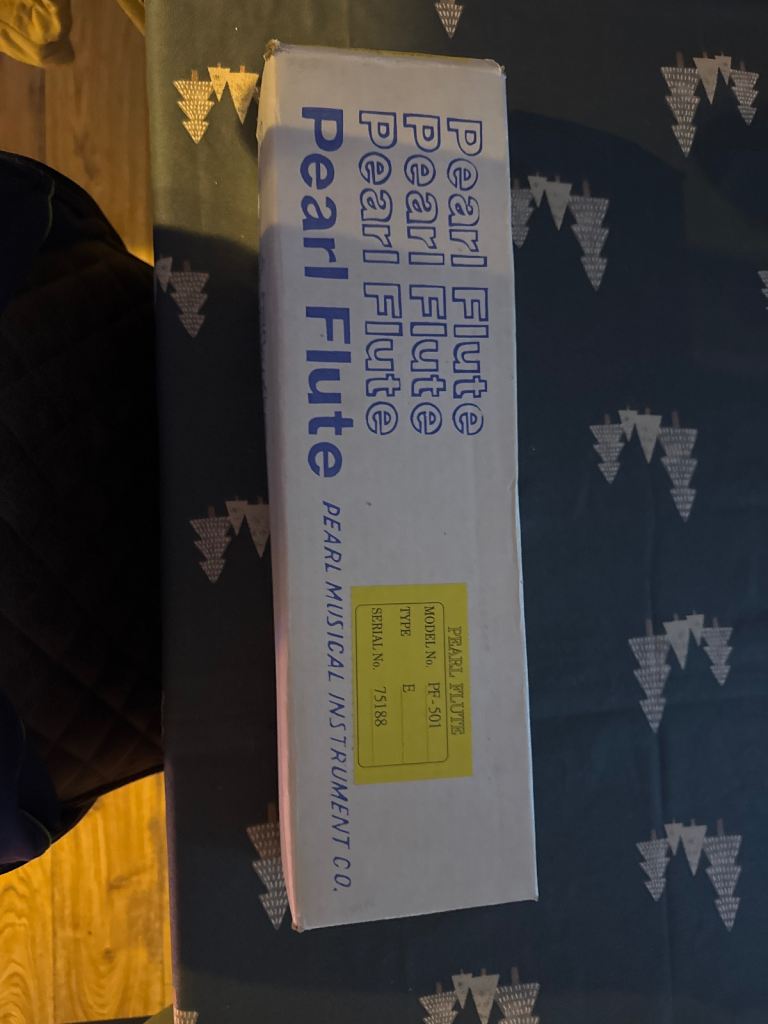 Pearl Flute
Pearl Flute
Pearl Flute
Pearl Flute
PEARL MUSICAL INSTRUMENT CO.
PEARL FLUTE
MODEL No. PF-501
TYPE E
SERIAL No. 75188